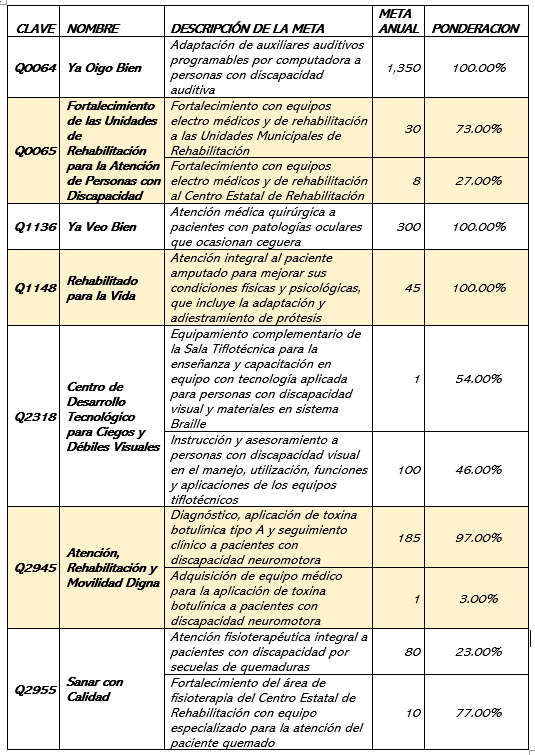 CLAVE NOMBRE DESCRIPCIÓN DE LA META META ANUAL PONDERACION
Q0064 Ya Oigo Bien
Adaptación de auxiliares auditivos
programables por computadora a
personas con discapacidad
auditiva
1,350 100.00%
Q0065
Fortalecimiento
de las Unidades
de
Rehabilitación
para la Atención
de Personas con
Discapacidad
Fortalecimiento con equipos
electro médicos y de rehabilitación
a las Unidades Municipales de
Rehabilitación
30 73.00%
Fortalecimiento con equipos
electro médicos y de rehabilitación
al Centro Estatal de Rehabilitación
8 27.00%
Q1136 Ya Veo Bien
Atención médica quirúrgica a
pacientes con patologías oculares
que ocasionan ceguera
300 100.00%
Q1148
Rehabilitado
para la Vida
Atención integral al paciente
amputado para mejorar sus
condiciones físicas y psicológicas,
que incluye la adaptación y
adiestramiento de prótesis
45 100.00%
Q2318
Centro de
Desarrollo
Tecnológico
para Ciegos y
Débiles Visuales
Equipamiento complementario de
la Sala Tiflotécnica para la
enseñanza y capacitación en
equipo con tecnología aplicada
para personas con discapacidad
visual y materiales en sistema
Braille
1 54.00%
Instrucción y asesoramiento a
personas con discapacidad visual
en el manejo, utilización, funciones
y aplicaciones de los equipos
tiflotécnicos
100 46.00%
Q2945
Atención,
Rehabilitación y
Movilidad Digna
Diagnóstico, aplicación de toxina
botulínica tipo A y seguimiento
clínico a pacientes con
discapacidad neuromotora
185 97.00%
Adquisición de equipo médico
para la aplicación de toxina
botulínica a pacientes con
discapacidad neuromotora
1 3.00%
Q2955
Sanar con
Calidad
Atención fisioterapéutica integral a
pacientes con discapacidad por
secuelas de quemaduras
80 23.00%
Fortalecimiento del área de
fisioterapia del Centro Estatal de
Rehabilitación con equipo
especializado para la atención del
paciente quemado
10 77.00%